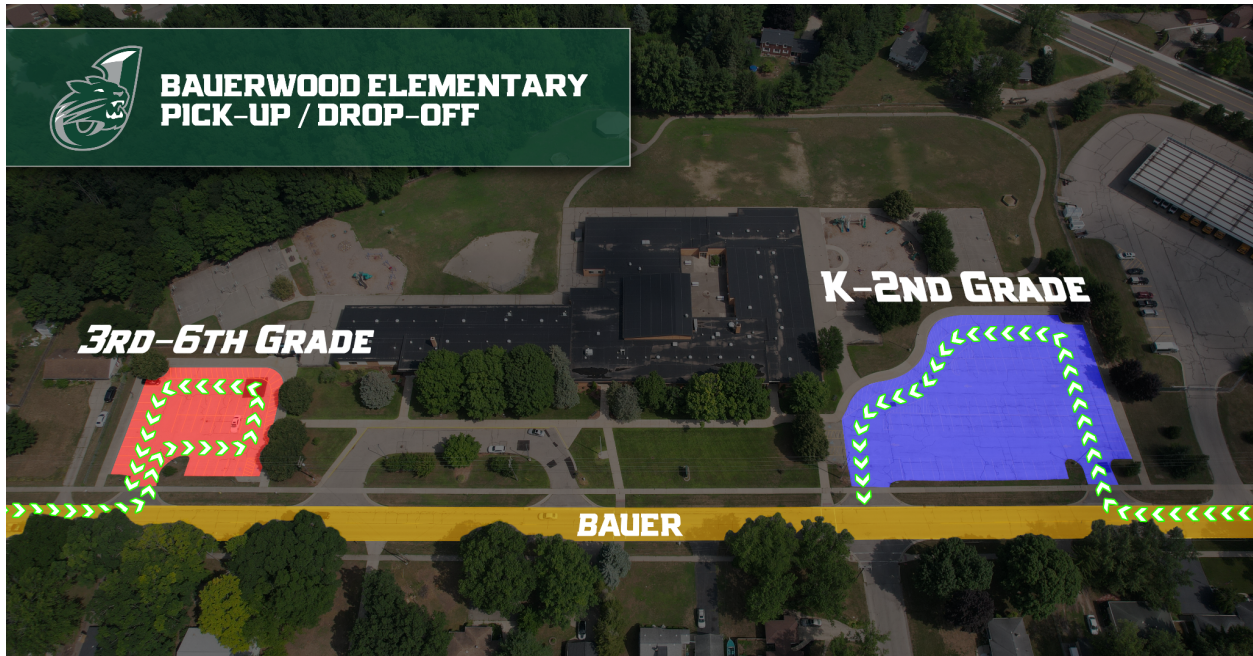 BAUERWOOD ELEMENTARY
PICK-UP / DROP-OFF
K-2ND GRADE
3RD-6TH GRADE
BAUER